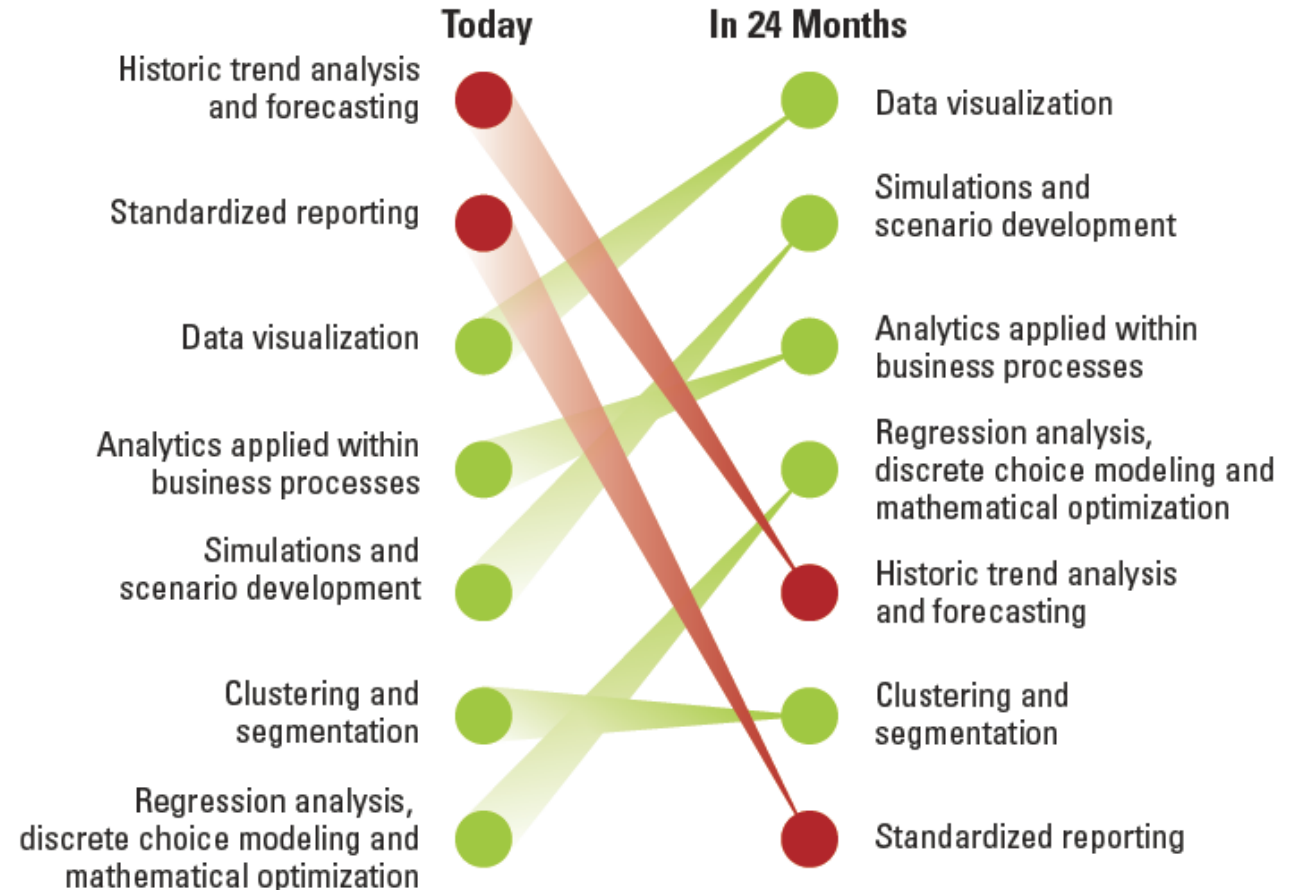 Today
In 24 Months
Historic trend analysis
and forecasting
Standardized reporting
Data visualization
Analytics applied within
business processes
Simulations and
scenario development
Clustering and
segmentation
Regression analysis,
discrete choice modeling and
mathematical optimization
Data visualization
Simulations and
scenario development
Analytics applied within
business processes
Regression analysis,
discrete choice modeling and
mathematical optimization
Historic trend analysis
and forecasting
Clustering and
segmentation
Standardized reporting